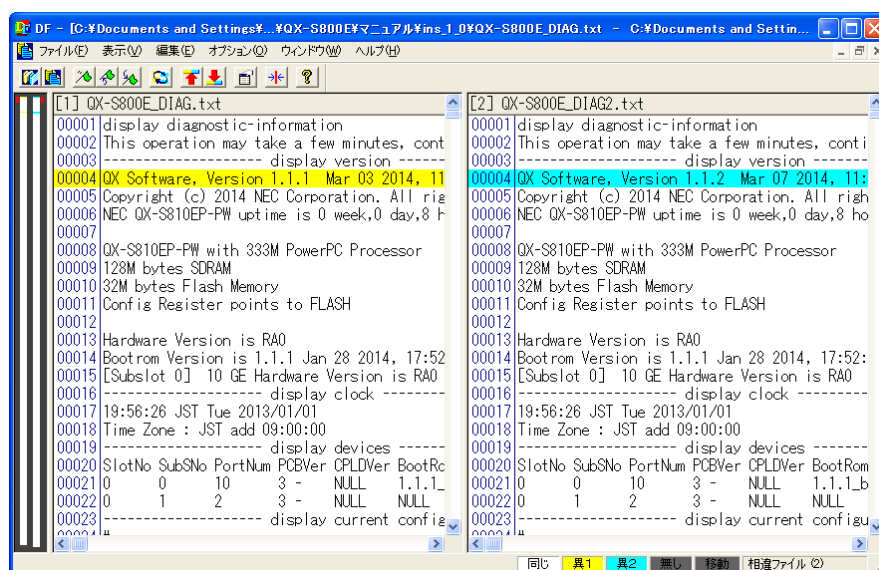 DF - [C:¥Documents and Settings¥...¥QX-S800E¥マニュアル¥ins_1_0¥QX-S800E_DIAG.txt - C:¥Documents and Settin...
ファイル(F) 表示(V) 編集(E) オプション(O) ウィンドウ(W) ヘルプ(H)
[1] QX-S800E_DIAG.txt
00001 display diagnostic-information
00002 This operation may take a few minutes, cont
00003 -------------------- display version ------
00004 QX Software, Version 1.1.1 Mar 03 2014, 11
00005 Copyright (c) 2014 NEC Corporation. All rig
00006 NEC QX-S810EP-PW uptime is 0 week,0 day,8 h
00007
00008 QX-S810EP-PW with 333M PowerPC Processor
00009 128M bytes SDRAM
00010 32M bytes Flash Memory
00011 Config Register points to FLASH
00012
00013 Hardware Version is RA0
00014 Bootrom Version is 1.1.1 Jan 28 2014, 17:52
00015 [Subslot 0] 10 GE Hardware Version is RA0
00016 -------------------- display clock --------
00017 19:56:26 JST Tue 2013/01/01
00018 Time Zone : JST add 09:00:00
00019 -------------------- display devices ------
00020 SlotNo SubSNo PortNum PCBVer CPLDVer BootRo
00021 0 0 10 3 - NULL 1.1.1_
00022 0 1 2 3 - NULL NULL
00023 -------------------- display current config
00024 #
[2] QX-S800E_DIAG2.txt
00001 display diagnostic-information
00002 This operation may take a few minutes, conti
00003 -------------------- display version ------
00004 QX Software, Version 1.1.2 Mar 07 2014, 11:
00005 Copyright (c) 2014 NEC Corporation. All righ
00006 NEC QX-S810EP-PW uptime is 0 week,0 day,8 ho
00007
00008 QX-S810EP-PW with 333M PowerPC Processor
00009 128M bytes SDRAM
00010 32M bytes Flash Memory
00011 Config Register points to FLASH
00012
00013 Hardware Version is RA0
00014 Bootrom Version is 1.1.1 Jan 28 2014, 17:52:
00015 [Subslot 0] 10 GE Hardware Version is RA0
00016 -------------------- display clock --------
00017 19:56:26 JST Tue 2013/01/01
00018 Time Zone : JST add 09:00:00
00019 -------------------- display devices ------
00020 SlotNo SubSNo PortNum PCBVer CPLDVer BootRom
00021 0 0 10 3 - NULL 1.1.1_b
00022 0 1 2 3 - NULL NULL
00023 -------------------- display current configu
00024 #
同じ 異1 異2 無し 移動 相違ファイル (2)